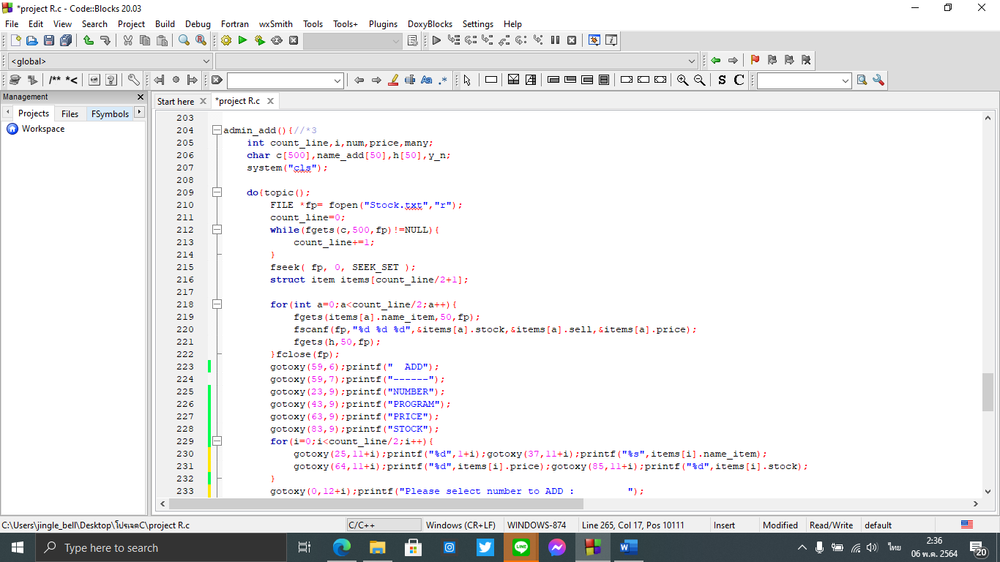 *project R.c - Code::Blocks 20.03
File Edit View Search Project Build Debug Fortran wxSmith Tools Tools+ Plugins DoxyBlocks Settings Help
<global>
/** *<
S C
Management
Start here *project R.c
Projects Files FSymbols
Workspace
203
204 admin_add(){//*3
205 int count_line,i,num,price,many;
206 char c[500],name_add[50],h[50],y_n;
207 system("cls");
208
209 do{topic();
210 FILE *fp= fopen("Stock.txt","r");
211 count_line=0;
212 while(fgets(c,500,fp)!=NULL){
213 count_line+=1;
214 }
215 fseek( fp, 0, SEEK_SET );
216 struct item items[count_line/2+1];
217
218 for(int a=0;a<count_line/2;a++){
219 fgets(items[a].name_item,50,fp);
220 fscanf(fp,"%d %d %d",&items[a].stock,&items[a].sell,&items[a].price);
221 fgets(h,50,fp);
222 }fclose(fp);
223 gotoxy(59,6);printf("  ADD");
224 gotoxy(59,7);printf("------");
225 gotoxy(23,9);printf("NUMBER");
226 gotoxy(43,9);printf("PROGRAM");
227 gotoxy(63,9);printf("PRICE");
228 gotoxy(83,9);printf("STOCK");
229 for(i=0;i<count_line/2;i++){
230 gotoxy(25,11+i);printf("%d",1+i);gotoxy(37,11+i);printf("%s",items[i].name_item);
231 gotoxy(64,11+i);printf("%d",items[i].price);gotoxy(85,11+i);printf("%d",items[i].stock);
232 }
233 gotoxy(0,12+i);printf("Please select number to ADD :         ");
C:\Users\jingle_bell\Desktop\โปรเจคC\project R.c C/C++ Windows (CR+LF) WINDOWS-874 Line 265, Col 17, Pos 10111 Insert Modified Read/Write default
Type here to search
ไทย
2:36
06 พ.ค. 2564
20